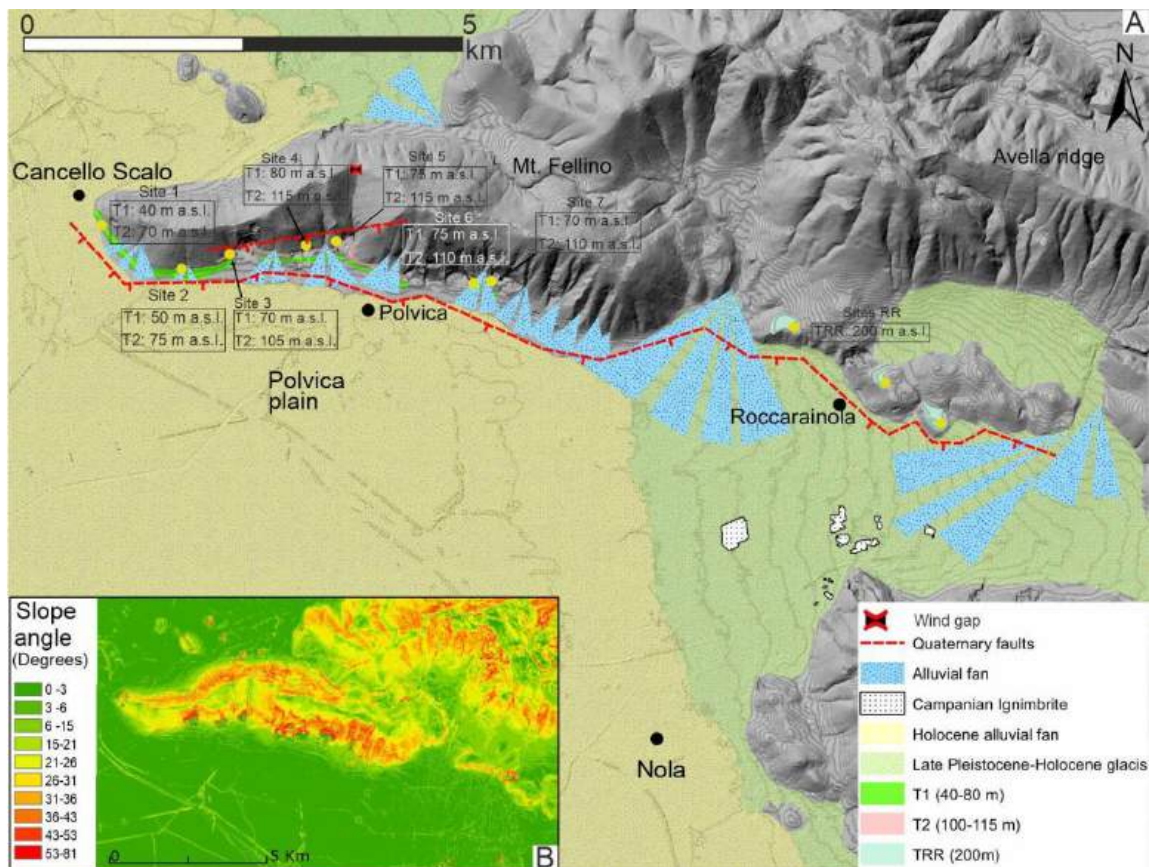 0
5
km
A
N
Cancello Scalo
Site 1
T1: 40 m a.s.l.
T2: 70 m a.s.l.
Site 4
T1: 80 m a.s.l.
T2: 115 m a.s.l.
Site 5
T1: 75 m a.s.l.
T2: 115 m a.s.l.
Mt. Fellino
Avella ridge
Site 6
T1: 75 m a.s.l.
T2: 110 m a.s.l.
Site 7
T1: 70 m a.s.l.
T2: 110 m a.s.l.
Site 2
T1: 50 m a.s.l.
T2: 75 m a.s.l.
Site 3
T1: 70 m a.s.l.
T2: 105 m a.s.l.
Polvica
Polvica
plain
Sites RR
TRR: 200 m a.s.l.
Roccarainola
Nola
Slope
angle
(Degrees)
0 -3
3 -6
6 -15
15-21
21-26
26-31
31-36
36-43
43-53
53-81
0
5 Km
B
Wind gap
Quaternary faults
Alluvial fan
Campanian Ignimbrite
Holocene alluvial fan
Late Pleistocene-Holocene glacis
T1 (40-80 m)
T2 (100-115 m)
TRR (200m)